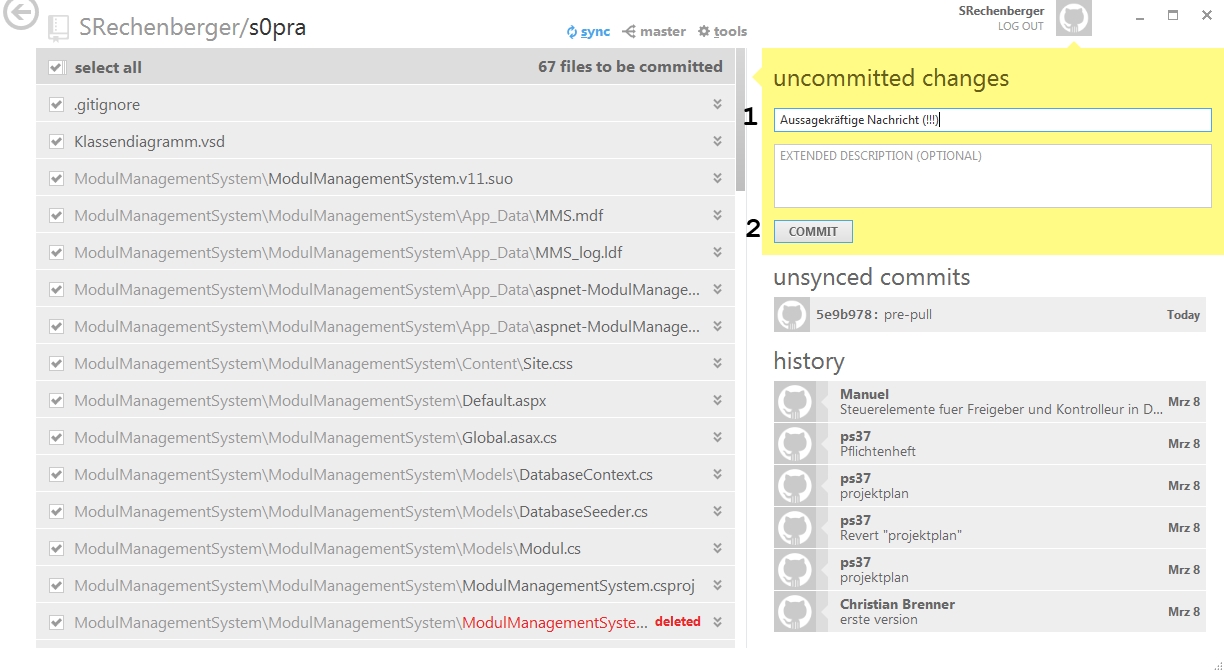 SRechenberger/s0pra
sync master tools
SRechenberger
LOG OUT
select all 67 files to be committed
.gitignore
Klassendiagramm.vsd
ModulManagementSystem\ModulManagementSystem.v11.suo
ModulManagementSystem\ModulManagementSystem\App_Data\MMS.mdf
ModulManagementSystem\ModulManagementSystem\App_Data\MMS_log.ldf
ModulManagementSystem\ModulManagementSystem\App_Data\aspnet-ModulManage...
ModulManagementSystem\ModulManagementSystem\App_Data\aspnet-ModulManage...
ModulManagementSystem\ModulManagementSystem\Content\Site.css
ModulManagementSystem\ModulManagementSystem\Default.aspx
ModulManagementSystem\ModulManagementSystem\Global.asax.cs
ModulManagementSystem\ModulManagementSystem\Models\DatabaseContext.cs
ModulManagementSystem\ModulManagementSystem\Models\DatabaseSeeder.cs
ModulManagementSystem\ModulManagementSystem\Models\Modul.cs
ModulManagementSystem\ModulManagementSystem\ModulManagementSystem.csproj
ModulManagementSystem\ModulManagementSystem\ModulManagementSyste... deleted
uncommitted changes
1 Aussagekräftige Nachricht (!!!)
EXTENDED DESCRIPTION (OPTIONAL)
2 COMMIT
unsynced commits
5e9b978: pre-pull Today
history
Manuel
Steuerelemente fuer Freigeber und Kontrolleur in D... Mrz 8
ps37
Pflichtenheft Mrz 8
ps37
projektplan Mrz 8
ps37
Revert "projektplan" Mrz 8
ps37
projektplan Mrz 8
Christian Brenner
erste version Mrz 8